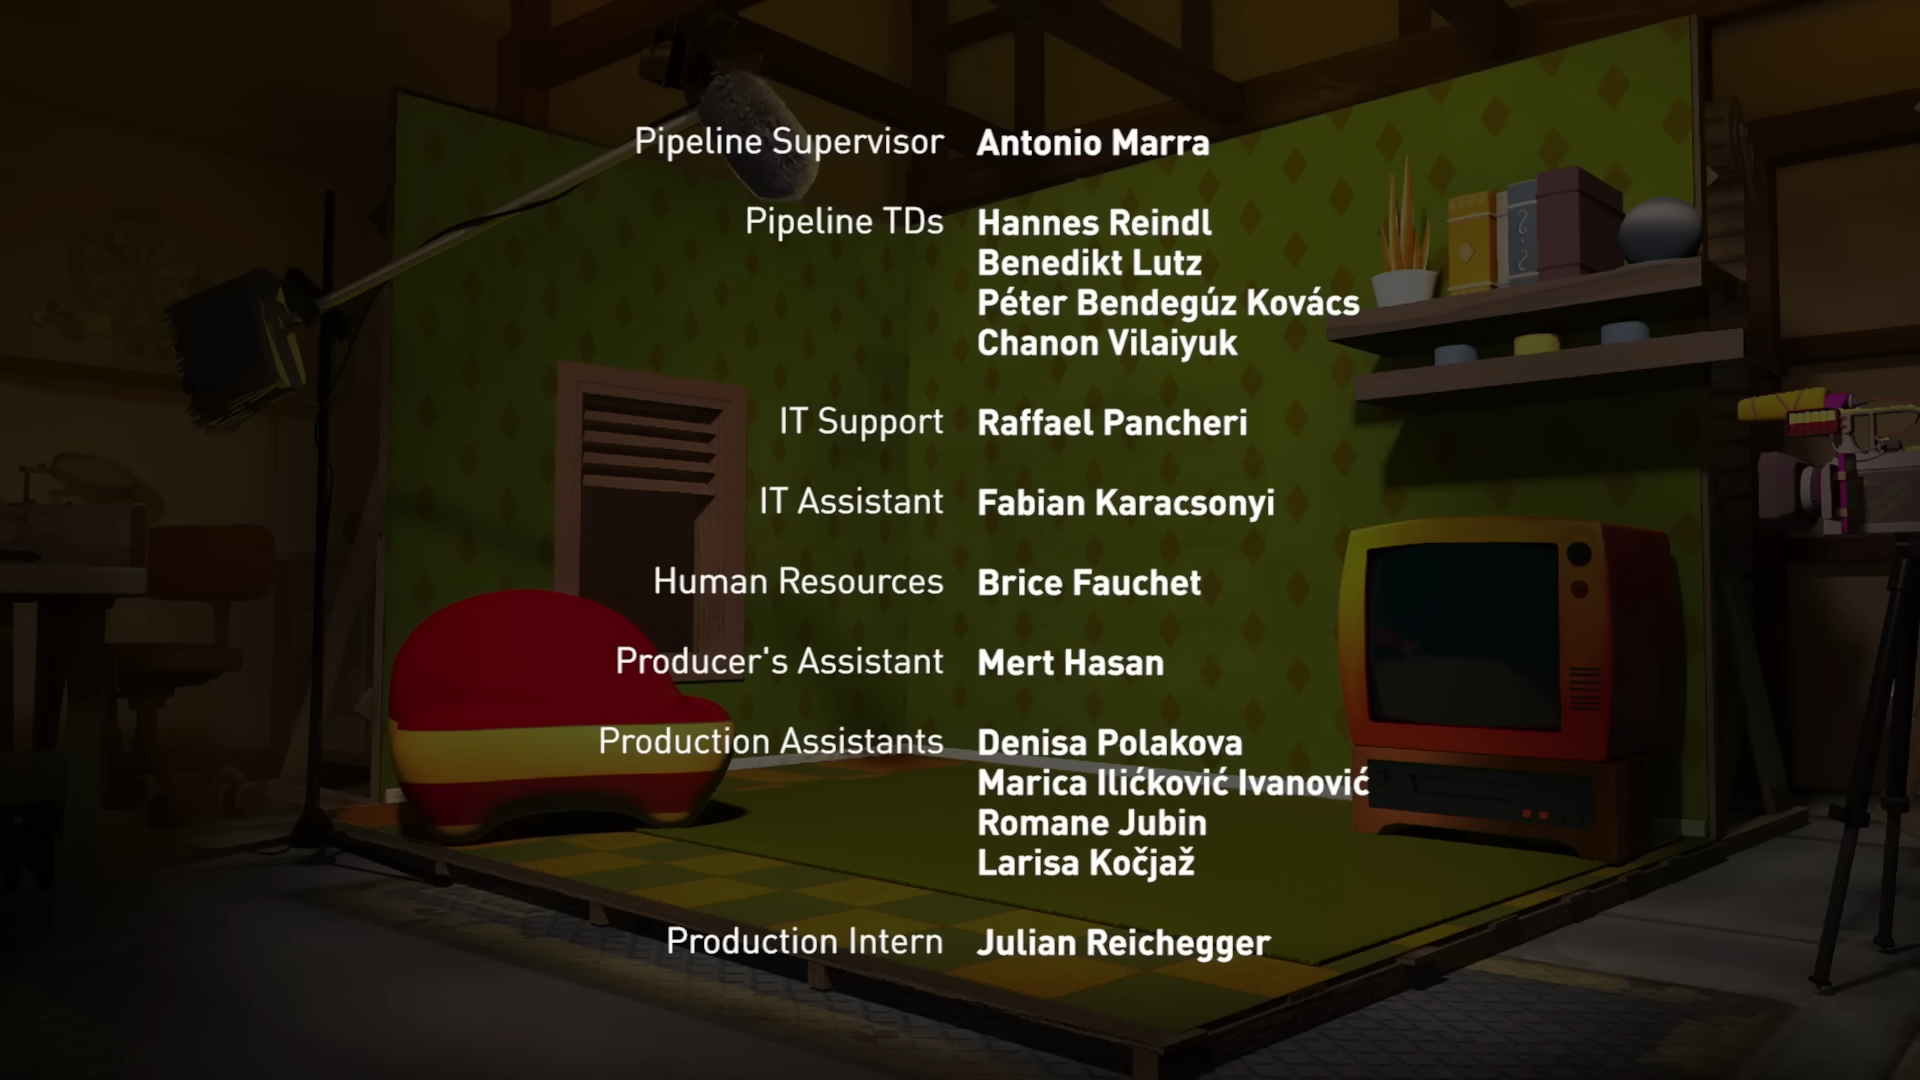 Pipeline Supervisor Antonio Marra
Pipeline TDs Hannes Reindl
Benedikt Lutz
Péter Bendegúz Kovács
Chanon Vilaiyuk
IT Support Raffael Pancheri
IT Assistant Fabian Karacsonyi
Human Resources Brice Fauchet
Producer's Assistant Mert Hasan
Production Assistants Denisa Polakova
Marica Ilićković Ivanović
Romane Jubin
Larisa Kočjaž
Production Intern Julian Reichegger